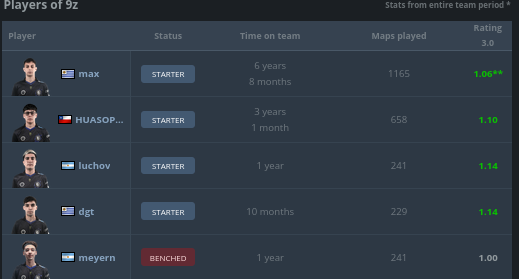 Players of 9z
Stats from entire team period *
Player Status Time on team Maps played Rating 3.0
max STARTER 6 years 8 months 1165 1.06**
HUASOP... STARTER 3 years 1 month 658 1.10
luchov STARTER 1 year 241 1.14
dgt STARTER 10 months 229 1.14
meyern BENCHED 1 year 241 1.00